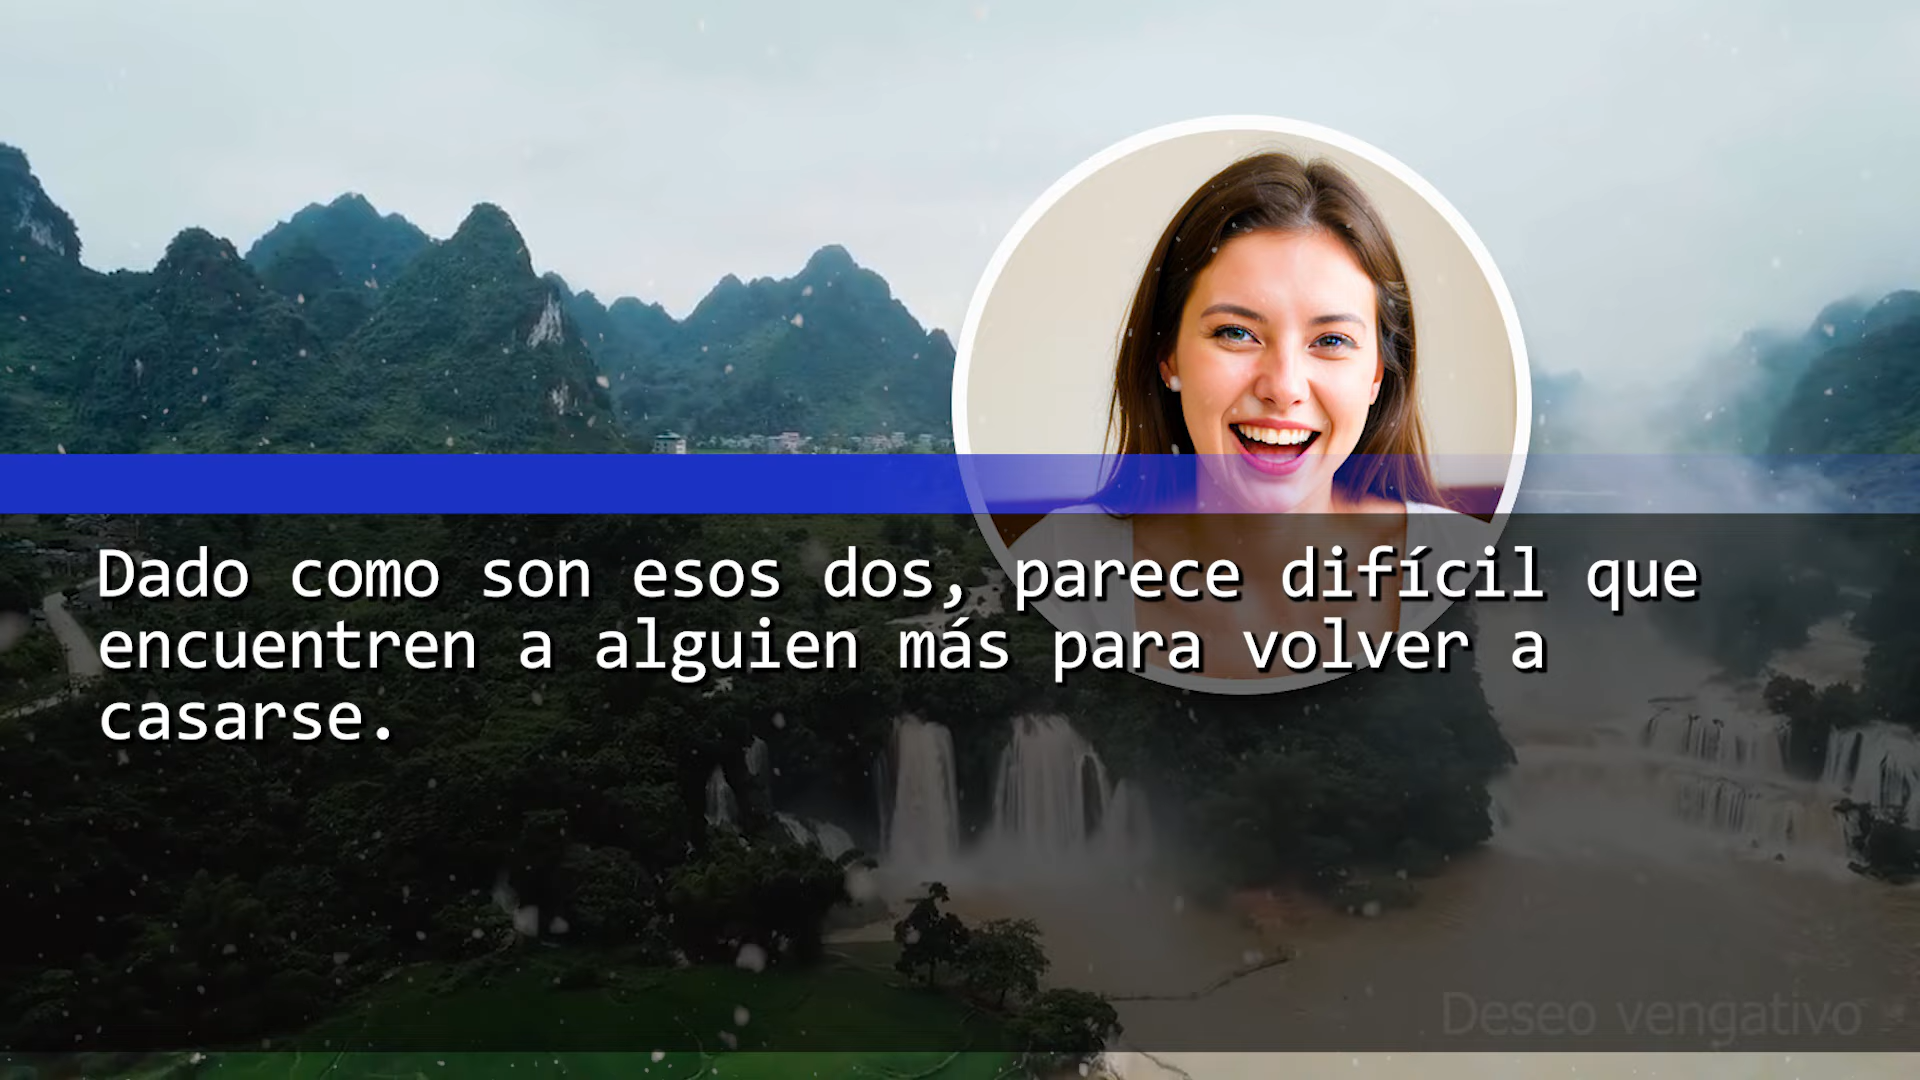 Dado como son esos dos, parece difícil que
encuentren a alguien más para volver a
casarse.
Deseo vengativo